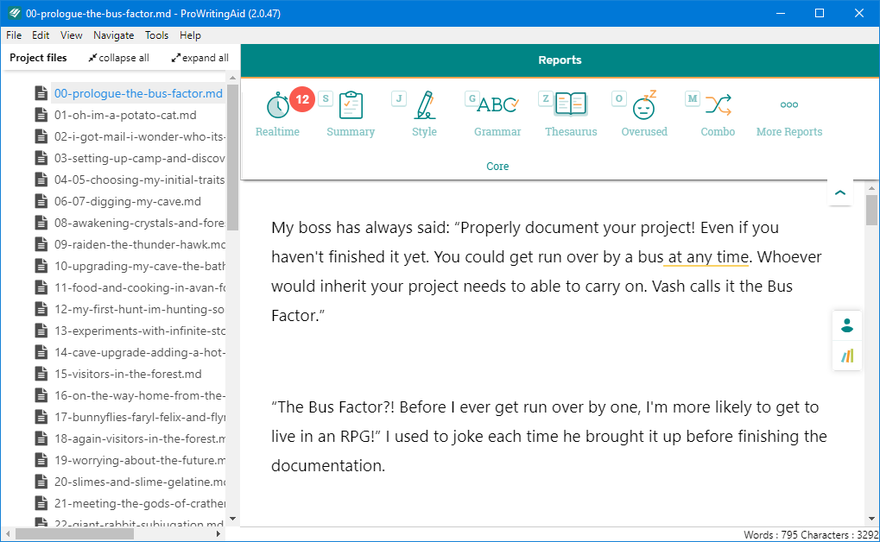 00-prologue-the-bus-factor.md - ProWritingAid (2.0.47)
File Edit View Navigate Tools Help
Project files collapse all expand all
00-prologue-the-bus-factor.md
01-oh-im-a-potato-cat.md
02-i-got-mail-i-wonder-who-its-
03-setting-up-camp-and-discov
04-05-choosing-my-initial-traits
06-07-digging-my-cave.md
08-awakening-crystals-and-fore
09-raiden-the-thunder-hawk.md
10-upgrading-my-cave-the-bath
11-food-and-cooking-in-avan-fo
12-my-first-hunt-im-hunting-so
13-experiments-with-infinite-sto
14-cave-upgrade-adding-a-hot-
15-visitors-in-the-forest.md
16-on-the-way-home-from-the-
17-bunnyflies-faryl-felix-and-flyi
18-again-visitors-in-the-forest.m
19-worrying-about-the-future.m
20-slimes-and-slime-gelatine.md
21-meeting-the-gods-of-crather
22-giant-rabbit-subjugation.md
Reports
12
S J G Z O M
ABC
Realtime Summary Style Grammar Thesaurus Overused Combo More Reports
Core
My boss has always said: “Properly document your project! Even if you
haven't finished it yet. You could get run over by a bus at any time. Whoever
would inherit your project needs to able to carry on. Vash calls it the Bus
Factor.”
“The Bus Factor?! Before I ever get run over by one, I'm more likely to get to
live in an RPG!” I used to joke each time he brought it up before finishing the
documentation.
Words : 795 Characters : 3292